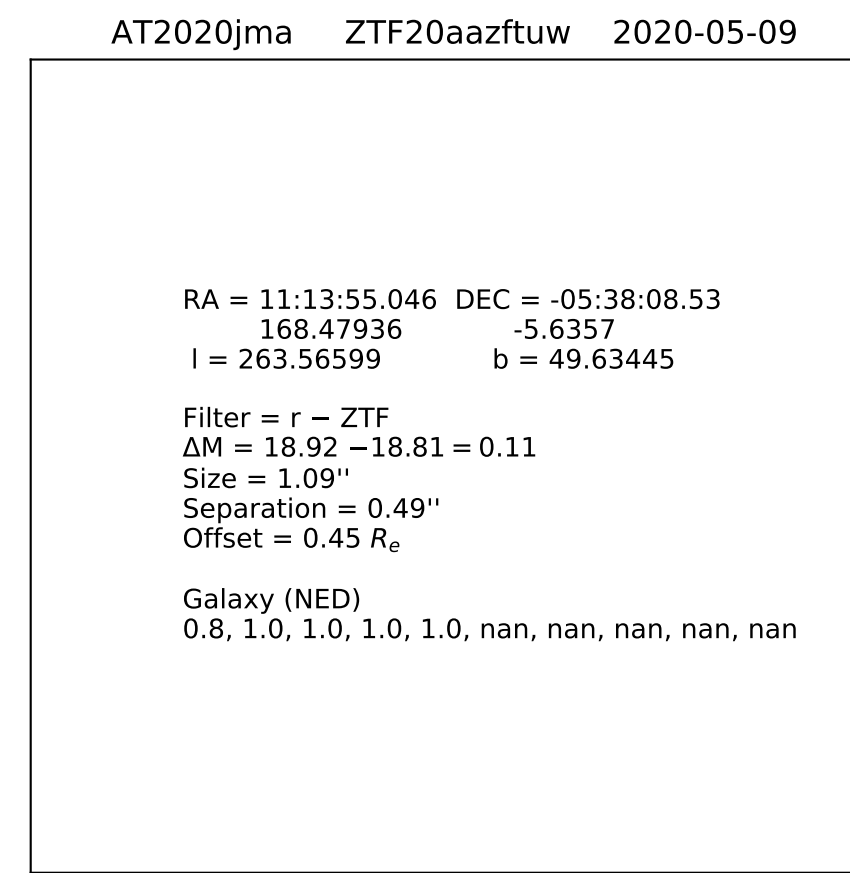 AT2020jma ZTF20aazftuw 2020-05-09
RA = 11:13:55.046 DEC = -05:38:08.53
168.47936 -5.6357
l = 263.56599 b = 49.63445
Filter = r − ZTF
ΔM = 18.92 −18.81 = 0.11
Size = 1.09''
Separation = 0.49''
Offset = 0.45 Rₑ
Galaxy (NED)
0.8, 1.0, 1.0, 1.0, 1.0, nan, nan, nan, nan, nan